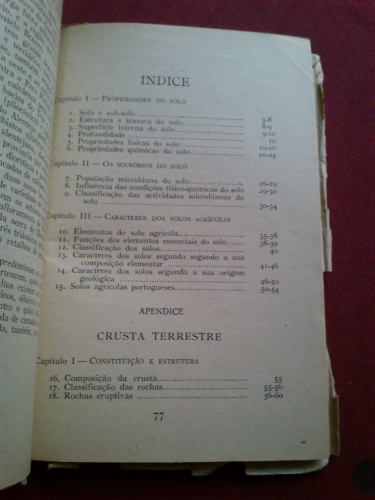 INDICE
Capítulo I — Propriedades do solo
1. Solo e sub-solo
2. Estrutura e textura do solo 5-8
3. Superfície interna do solo 8-9
4. Profundidade 9-10
5. Propriedades físicas do solo 10
6. Propriedades químicas do solo 10-20
20-25
Capítulo II — Os micróbios do solo
7. População microbiana do solo 26-29
8. Influência das condições físico-químicas do solo 29-30
9. Classificação das actividades microbianas do
solo 30-34
Capítulo III — Caracteres dos solos agrícolas
10. Elementos do solo agrícola 35-38
11. Funções dos elementos essenciais do solo 38-39
12. Classificação dos solos 40
13. Caracteres dos solos segundo segundo a sua
composição elementar 41-46
14. Caracteres dos solos segundo a sua origem
geológica 46-50
15. Solos agrícolas portugueses 50-54
APENDICE
CRUSTA TERRESTRE
Capítulo I — Constituição e estrutura
16. Composição da crusta 55
17. Classificação das rochas 55-56
18. Rochas eruptivas 56-60
77